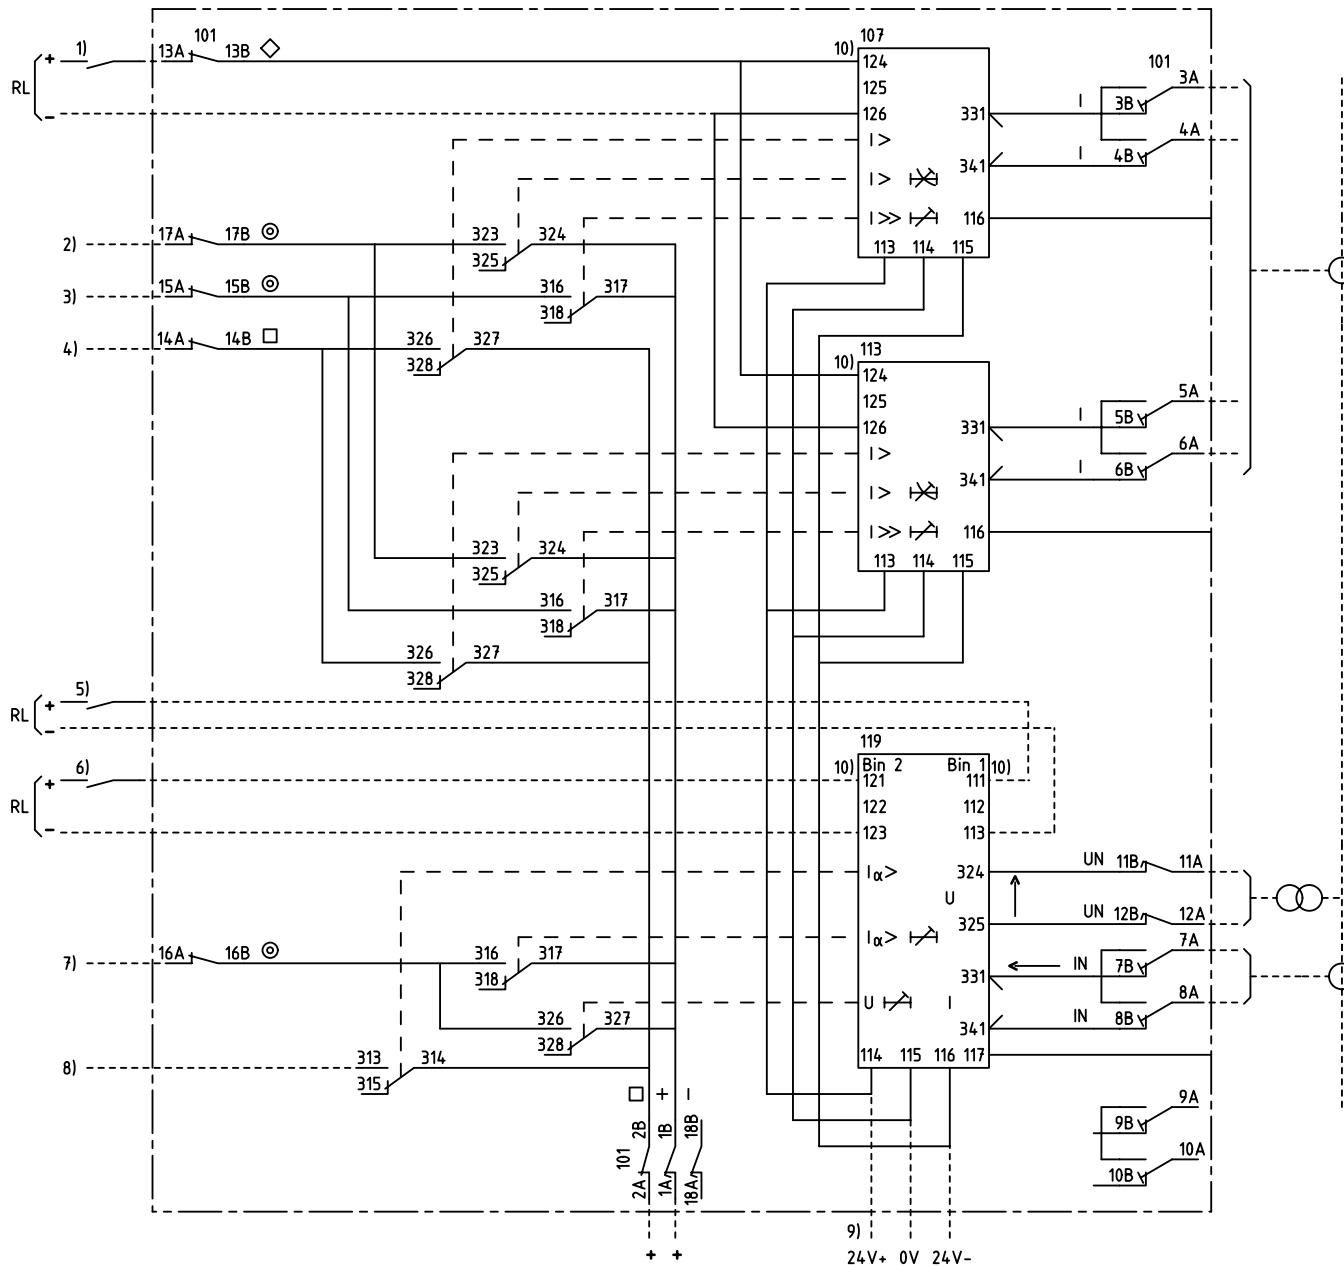 1) 13A 101 13B 10) 107
RL + 124 101 3A
125 I 3B
- 126 331 4A
I> I 4B
341
I>
I>> 116
2) 17A 17B 323 324
325 113 114 115
3) 15A 15B 316 317
318
4) 14A 14B 326 327 113
328 10) 124
125 5A
126 331 I 5B
I> 6A
341 I 6B
I>
I>> 116
323 324
325 113 114 115
316 317
318
326 327
328
5)
RL +
-
119
6) 10) Bin 2 Bin 1 10)
+ 121 111
RL 122 112
- 123 113
Iα> 324 UN 11B 11A
U
325 UN 12B 12A
Iα> 7A
7) 16A 16B 316 317 331 IN 7B
318
U I 8A
326 327 341 IN 8B
328
8) 313 314 114 115 116 117
315
+ - 9A
2B 1B 18B 9B
101 10A
2A 1A 18A 10B
9)
+ + 24V+ 0V 24V-